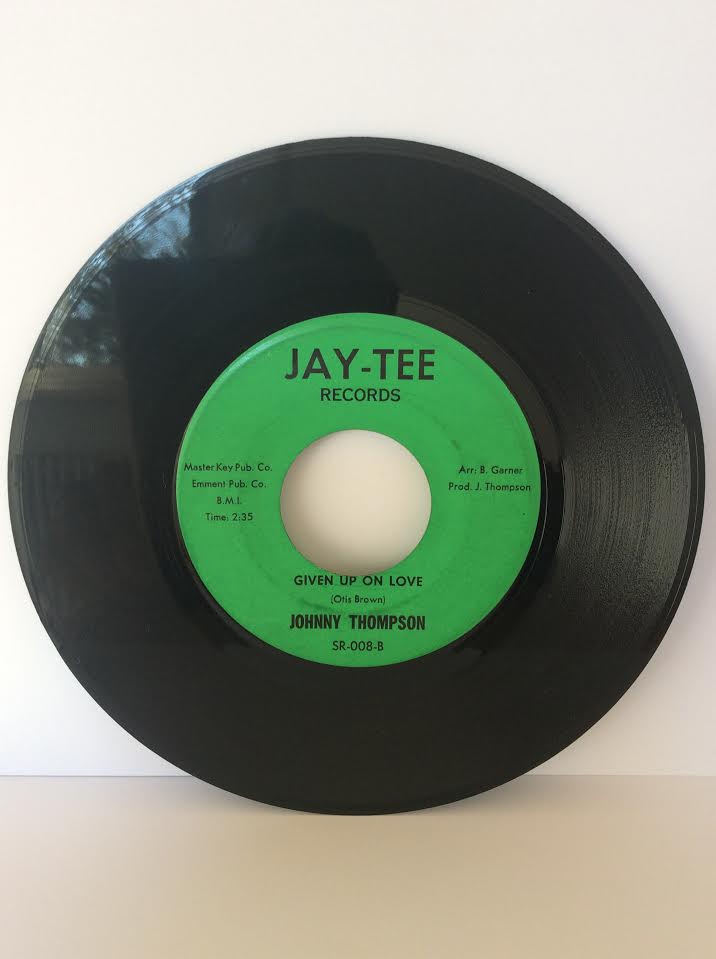 JAY-TEE
RECORDS
Master Key Pub. Co.
Emment Pub. Co.
B.M.I.
Time: 2:35
Arr: B. Garner
Prod. J. Thompson
GIVEN UP ON LOVE
(Otis Brown)
JOHNNY THOMPSON
SR-008-B